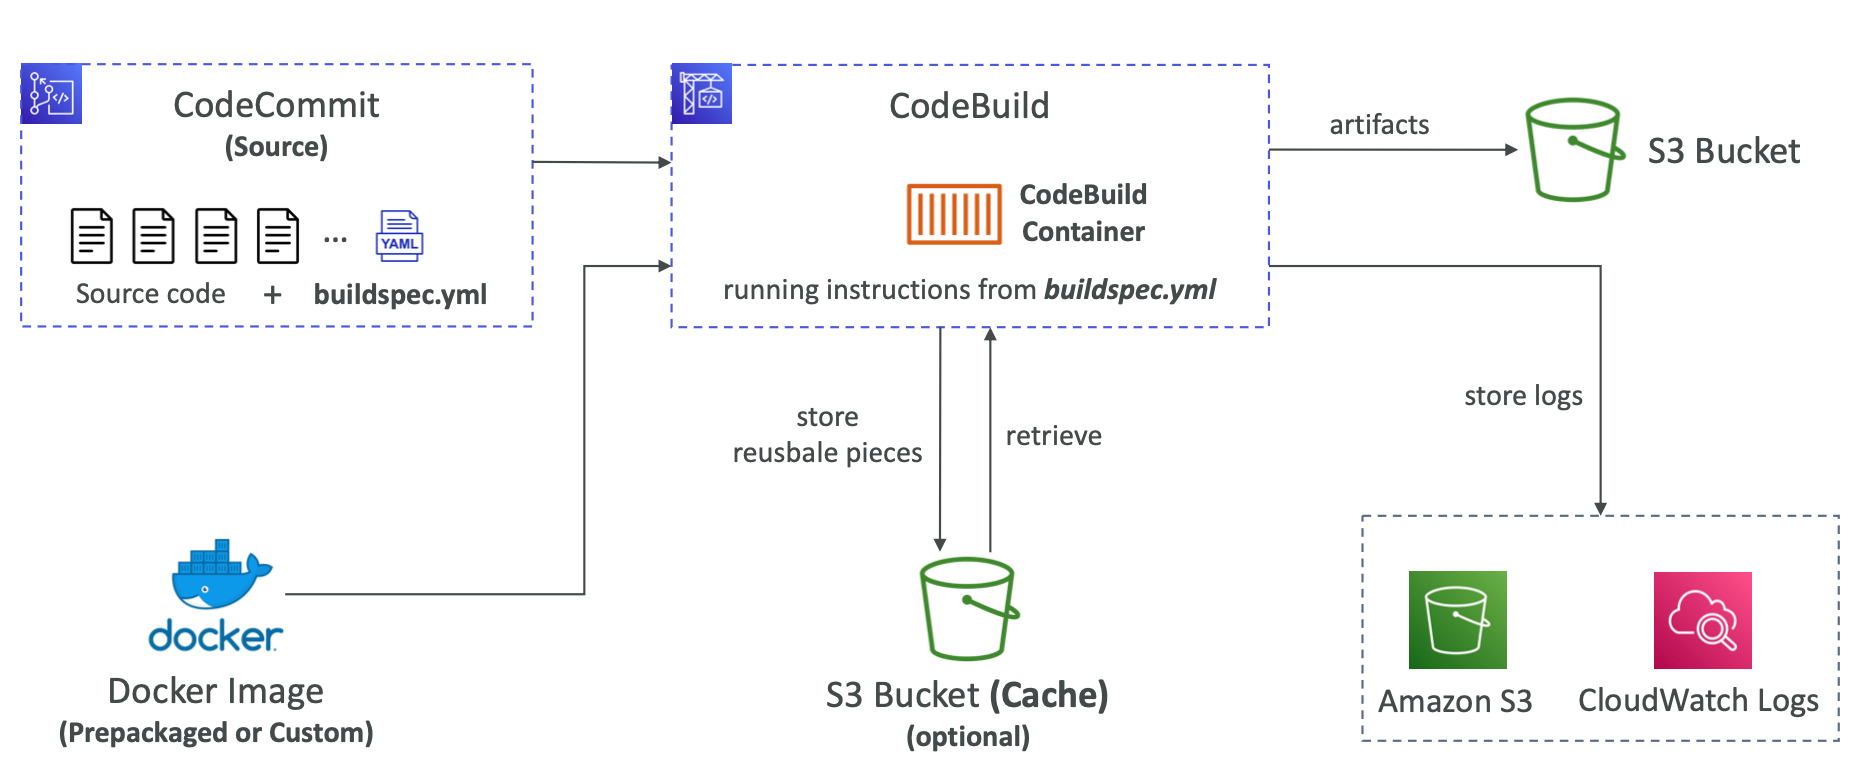 CodeCommit
(Source)
... YAML
Source code + buildspec.yml
CodeBuild
CodeBuild
Container
running instructions from buildspec.yml
artifacts
S3 Bucket
store
reusbale pieces
retrieve
store logs
docker
Docker Image
(Prepackaged or Custom)
S3 Bucket (Cache)
(optional)
Amazon S3
CloudWatch Logs